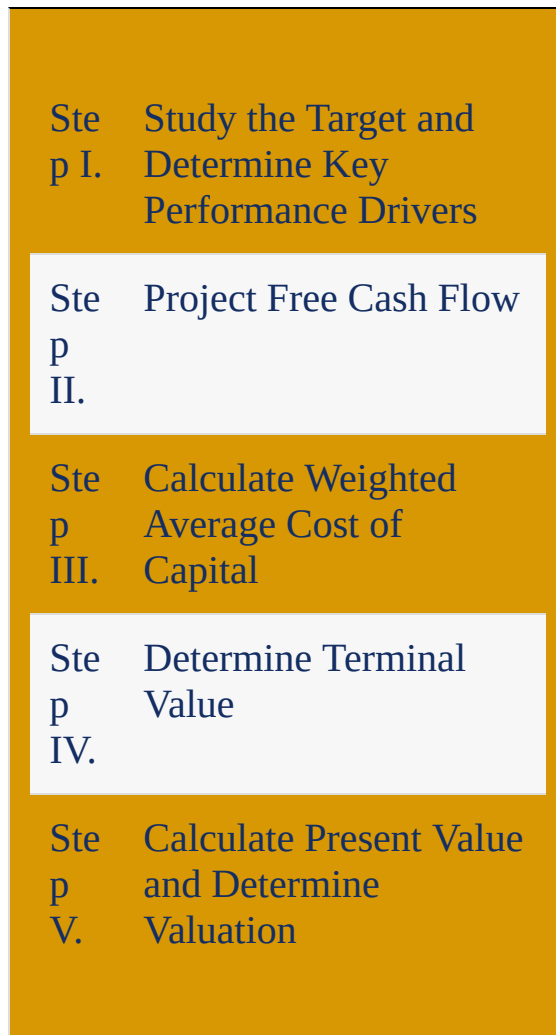 Ste Study the Target and
p I. Determine Key
Performance Drivers
Ste Project Free Cash Flow
p
II.
Ste Calculate Weighted
p Average Cost of
III. Capital
Ste Determine Terminal
p Value
IV.
Ste Calculate Present Value
p and Determine
V. Valuation